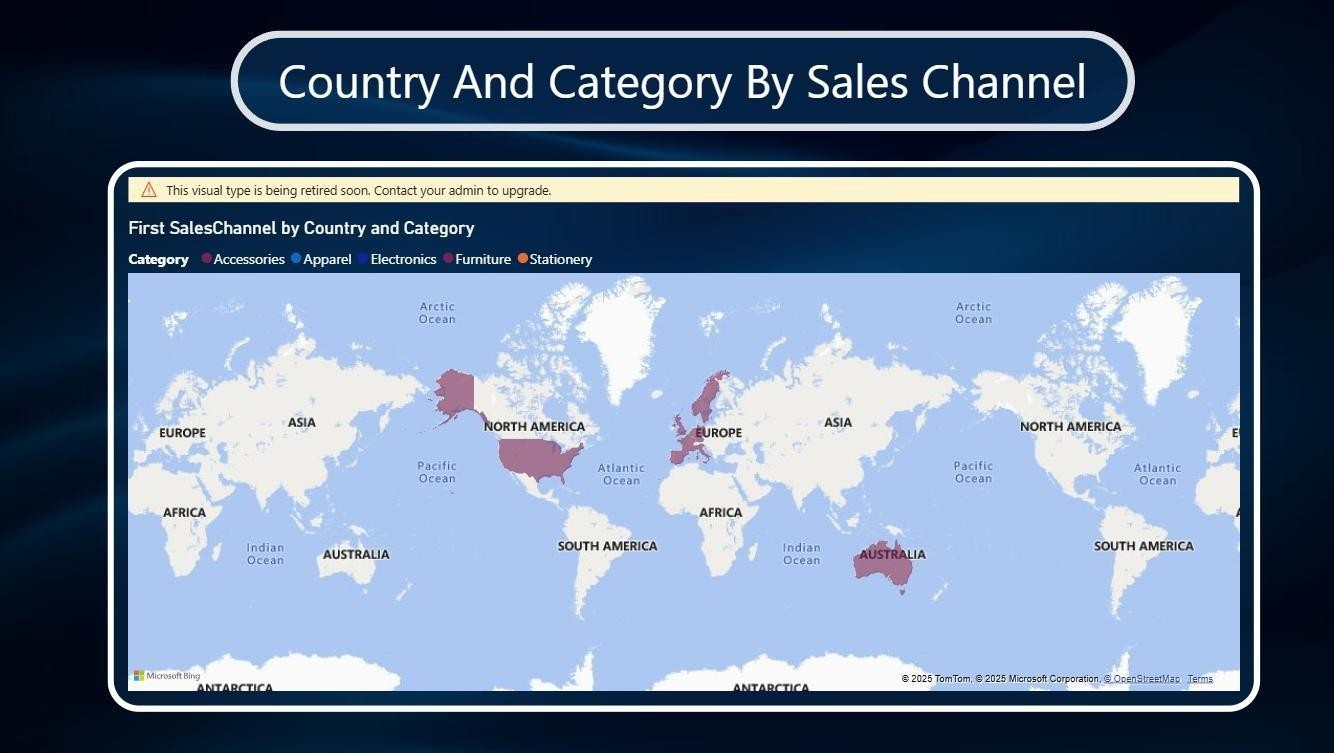 Country And Category By Sales Channel
This visual type is being retired soon. Contact your admin to upgrade.
First SalesChannel by Country and Category
Category Accessories Apparel Electronics Furniture Stationery
Arctic
Ocean
Arctic
Ocean
ASIA
EUROPE
NORTH AMERICA
EUROPE
ASIA
NORTH AMERICA
Pacific
Ocean
Atlantic
Ocean
Pacific
Ocean
Atlantic
Ocean
AFRICA
AFRICA
Indian
Ocean
AUSTRALIA
SOUTH AMERICA
Indian
Ocean
AUSTRALIA
SOUTH AMERICA
Microsoft Bing
© 2025 TomTom, © 2025 Microsoft Corporation, © OpenStreetMap Terms
ANTARCTICA
ANTARCTICA